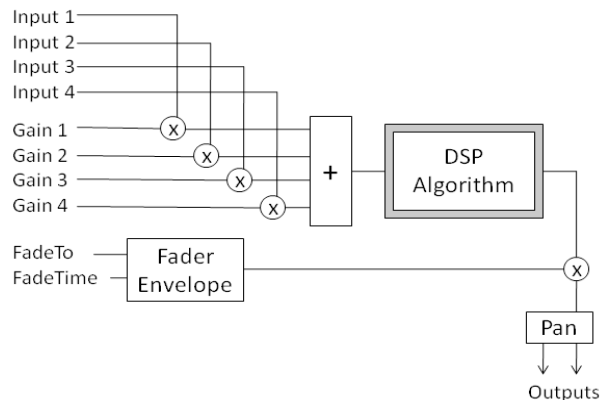 Input 1
Input 2
Input 3
Input 4
Gain 1
Gain 2
Gain 3
Gain 4
x
x
x
x
+
DSP
Algorithm
FadeTo
FadeTime
Fader
Envelope
x
Pan
Outputs